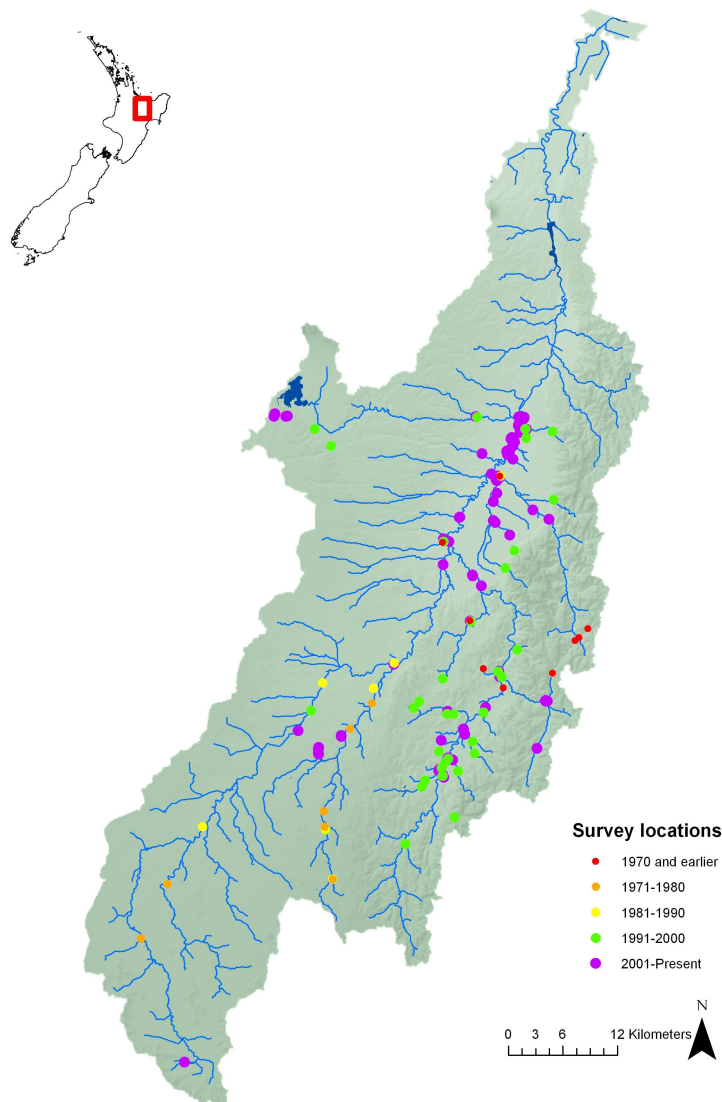 Survey locations
1970 and earlier
1971-1980
1981-1990
1991-2000
2001-Present
N
0 3 6 12 Kilometers